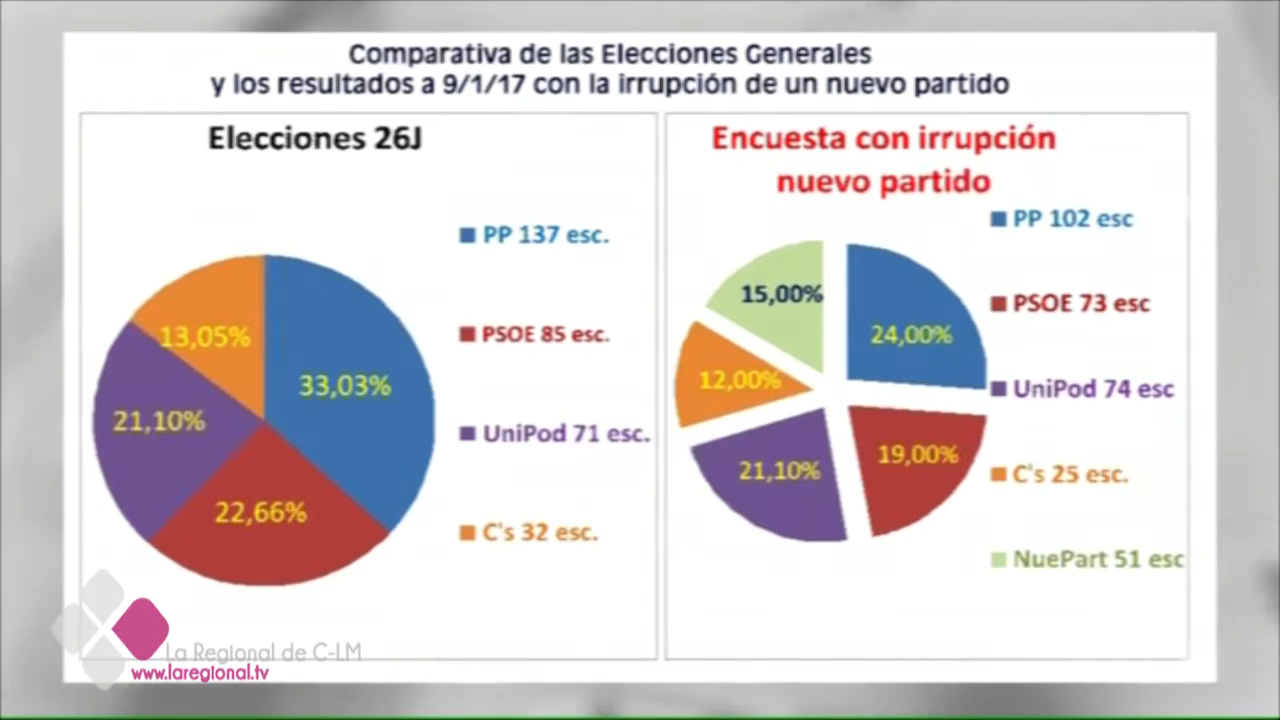 Comparativa de las Elecciones Generales
y los resultados a 9/1/17 con la irrupción de un nuevo partido
Elecciones 26J
PP 137 esc.
PSOE 85 esc.
UniPod 71 esc.
C's 32 esc.
13,05%
33,03%
21,10%
22,66%
Encuesta con irrupción
nuevo partido
PP 102 esc
PSOE 73 esc
UniPod 74 esc
C's 25 esc.
NuePart 51 esc
15,00%
24,00%
12,00%
19,00%
21,10%
La Regional de C-LM
www.laregional.tv